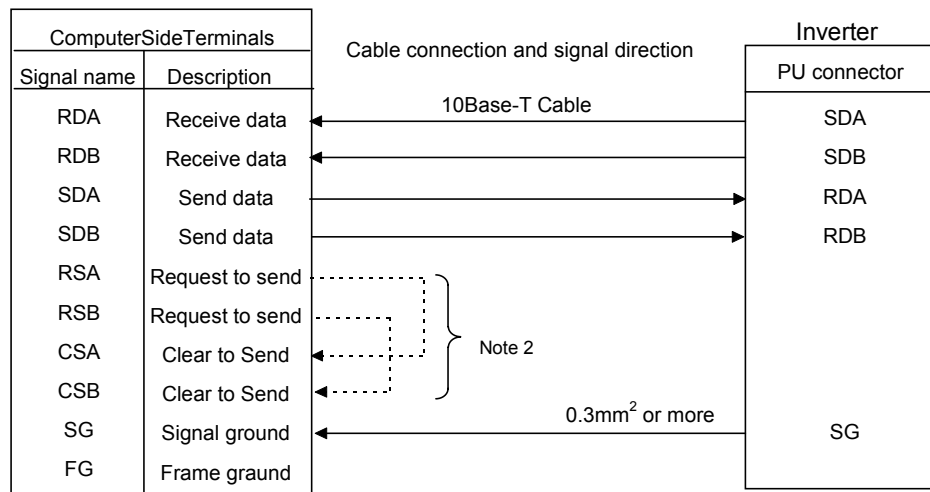 ComputerSideTerminals
Signal name Description
Cable connection and signal direction
Inverter
PU connector
10Base-T Cable
RDA Receive data SDA
RDB Receive data SDB
SDA Send data RDA
SDB Send data RDB
RSA Request to send
RSB Request to send
Note 2
CSA Clear to Send
CSB Clear to Send
0.3mm² or more
SG Signal graund SG
FG Frame graund